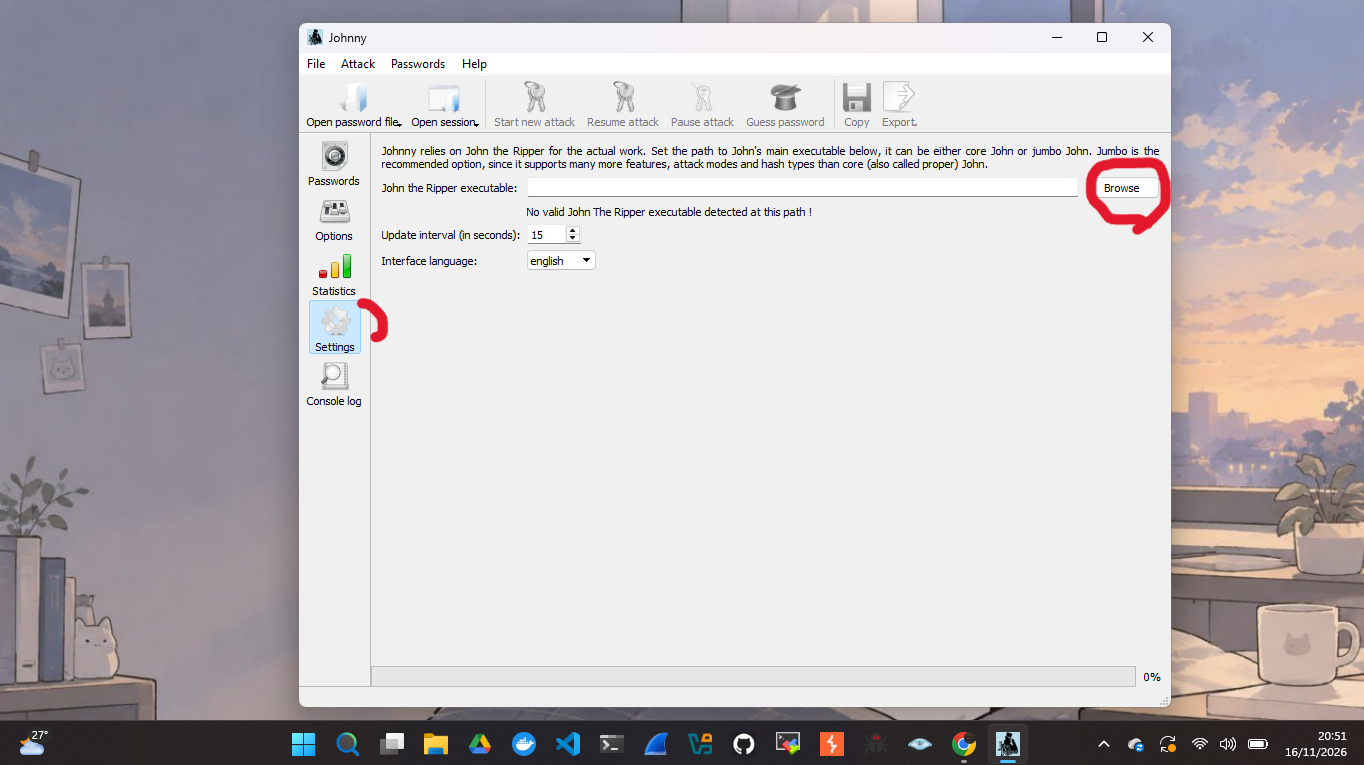 Johnny
File Attack Passwords Help
Open password file Open session Start new attack Resume attack Pause attack Guess password Copy Export
Passwords
Options
Statistics
Settings
Console log
Johnny relies on John the Ripper for the actual work. Set the path to John's main executable below, it can be either core John or jumbo John. Jumbo is the
recommended option, since it supports many more features, attack modes and hash types than core (also called proper) John.
John the Ripper executable: Browse
No valid John The Ripper executable detected at this path !
Update interval (in seconds): 15
Interface language: english
0%
27°
20:51
16/11/2026